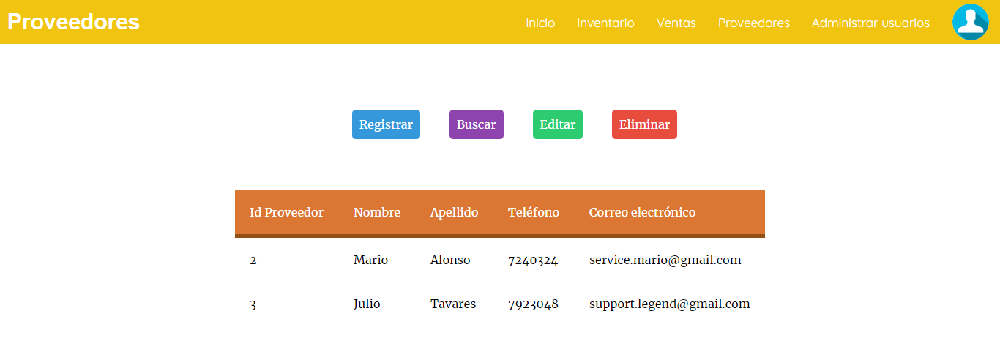 Proveedores Inicio Inventario Ventas Proveedores Administrar usuarios
Registrar Buscar Editar Eliminar
Id Proveedor Nombre Apellido Teléfono Correo electrónico
2 Mario Alonso 7240324 service.mario@gmail.com
3 Julio Tavares 7923048 support.legend@gmail.com